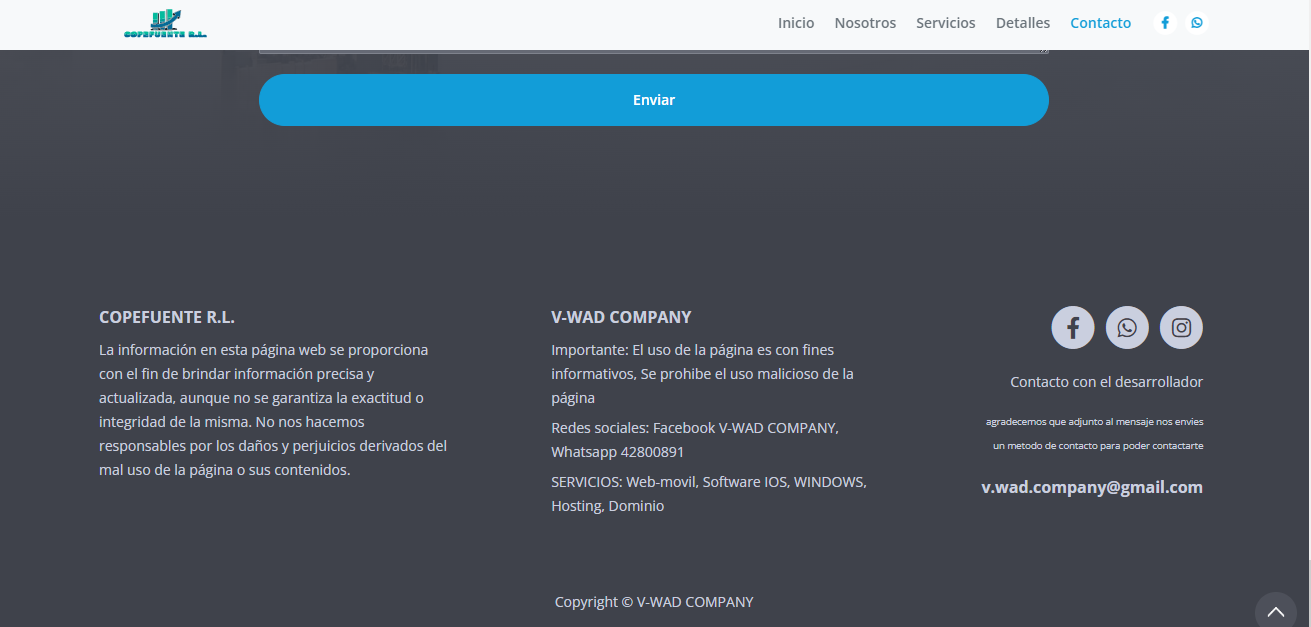 COPEFUENTE R.L.
Inicio Nosotros Servicios Detalles Contacto
Enviar
COPEFUENTE R.L.
La información en esta página web se proporciona
con el fin de brindar información precisa y
actualizada, aunque no se garantiza la exactitud o
integridad de la misma. No nos hacemos
responsables por los daños y perjuicios derivados del
mal uso de la página o sus contenidos.
V-WAD COMPANY
Importante: El uso de la página es con fines
informativos, Se prohibe el uso malicioso de la
página
Redes sociales: Facebook V-WAD COMPANY,
Whatsapp 42800891
SERVICIOS: Web-movil, Software IOS, WINDOWS,
Hosting, Dominio
Contacto con el desarrollador
agradecemos que adjunto al mensaje nos envies
un metodo de contacto para poder contactarte
v.wad.company@gmail.com
Copyright © V-WAD COMPANY